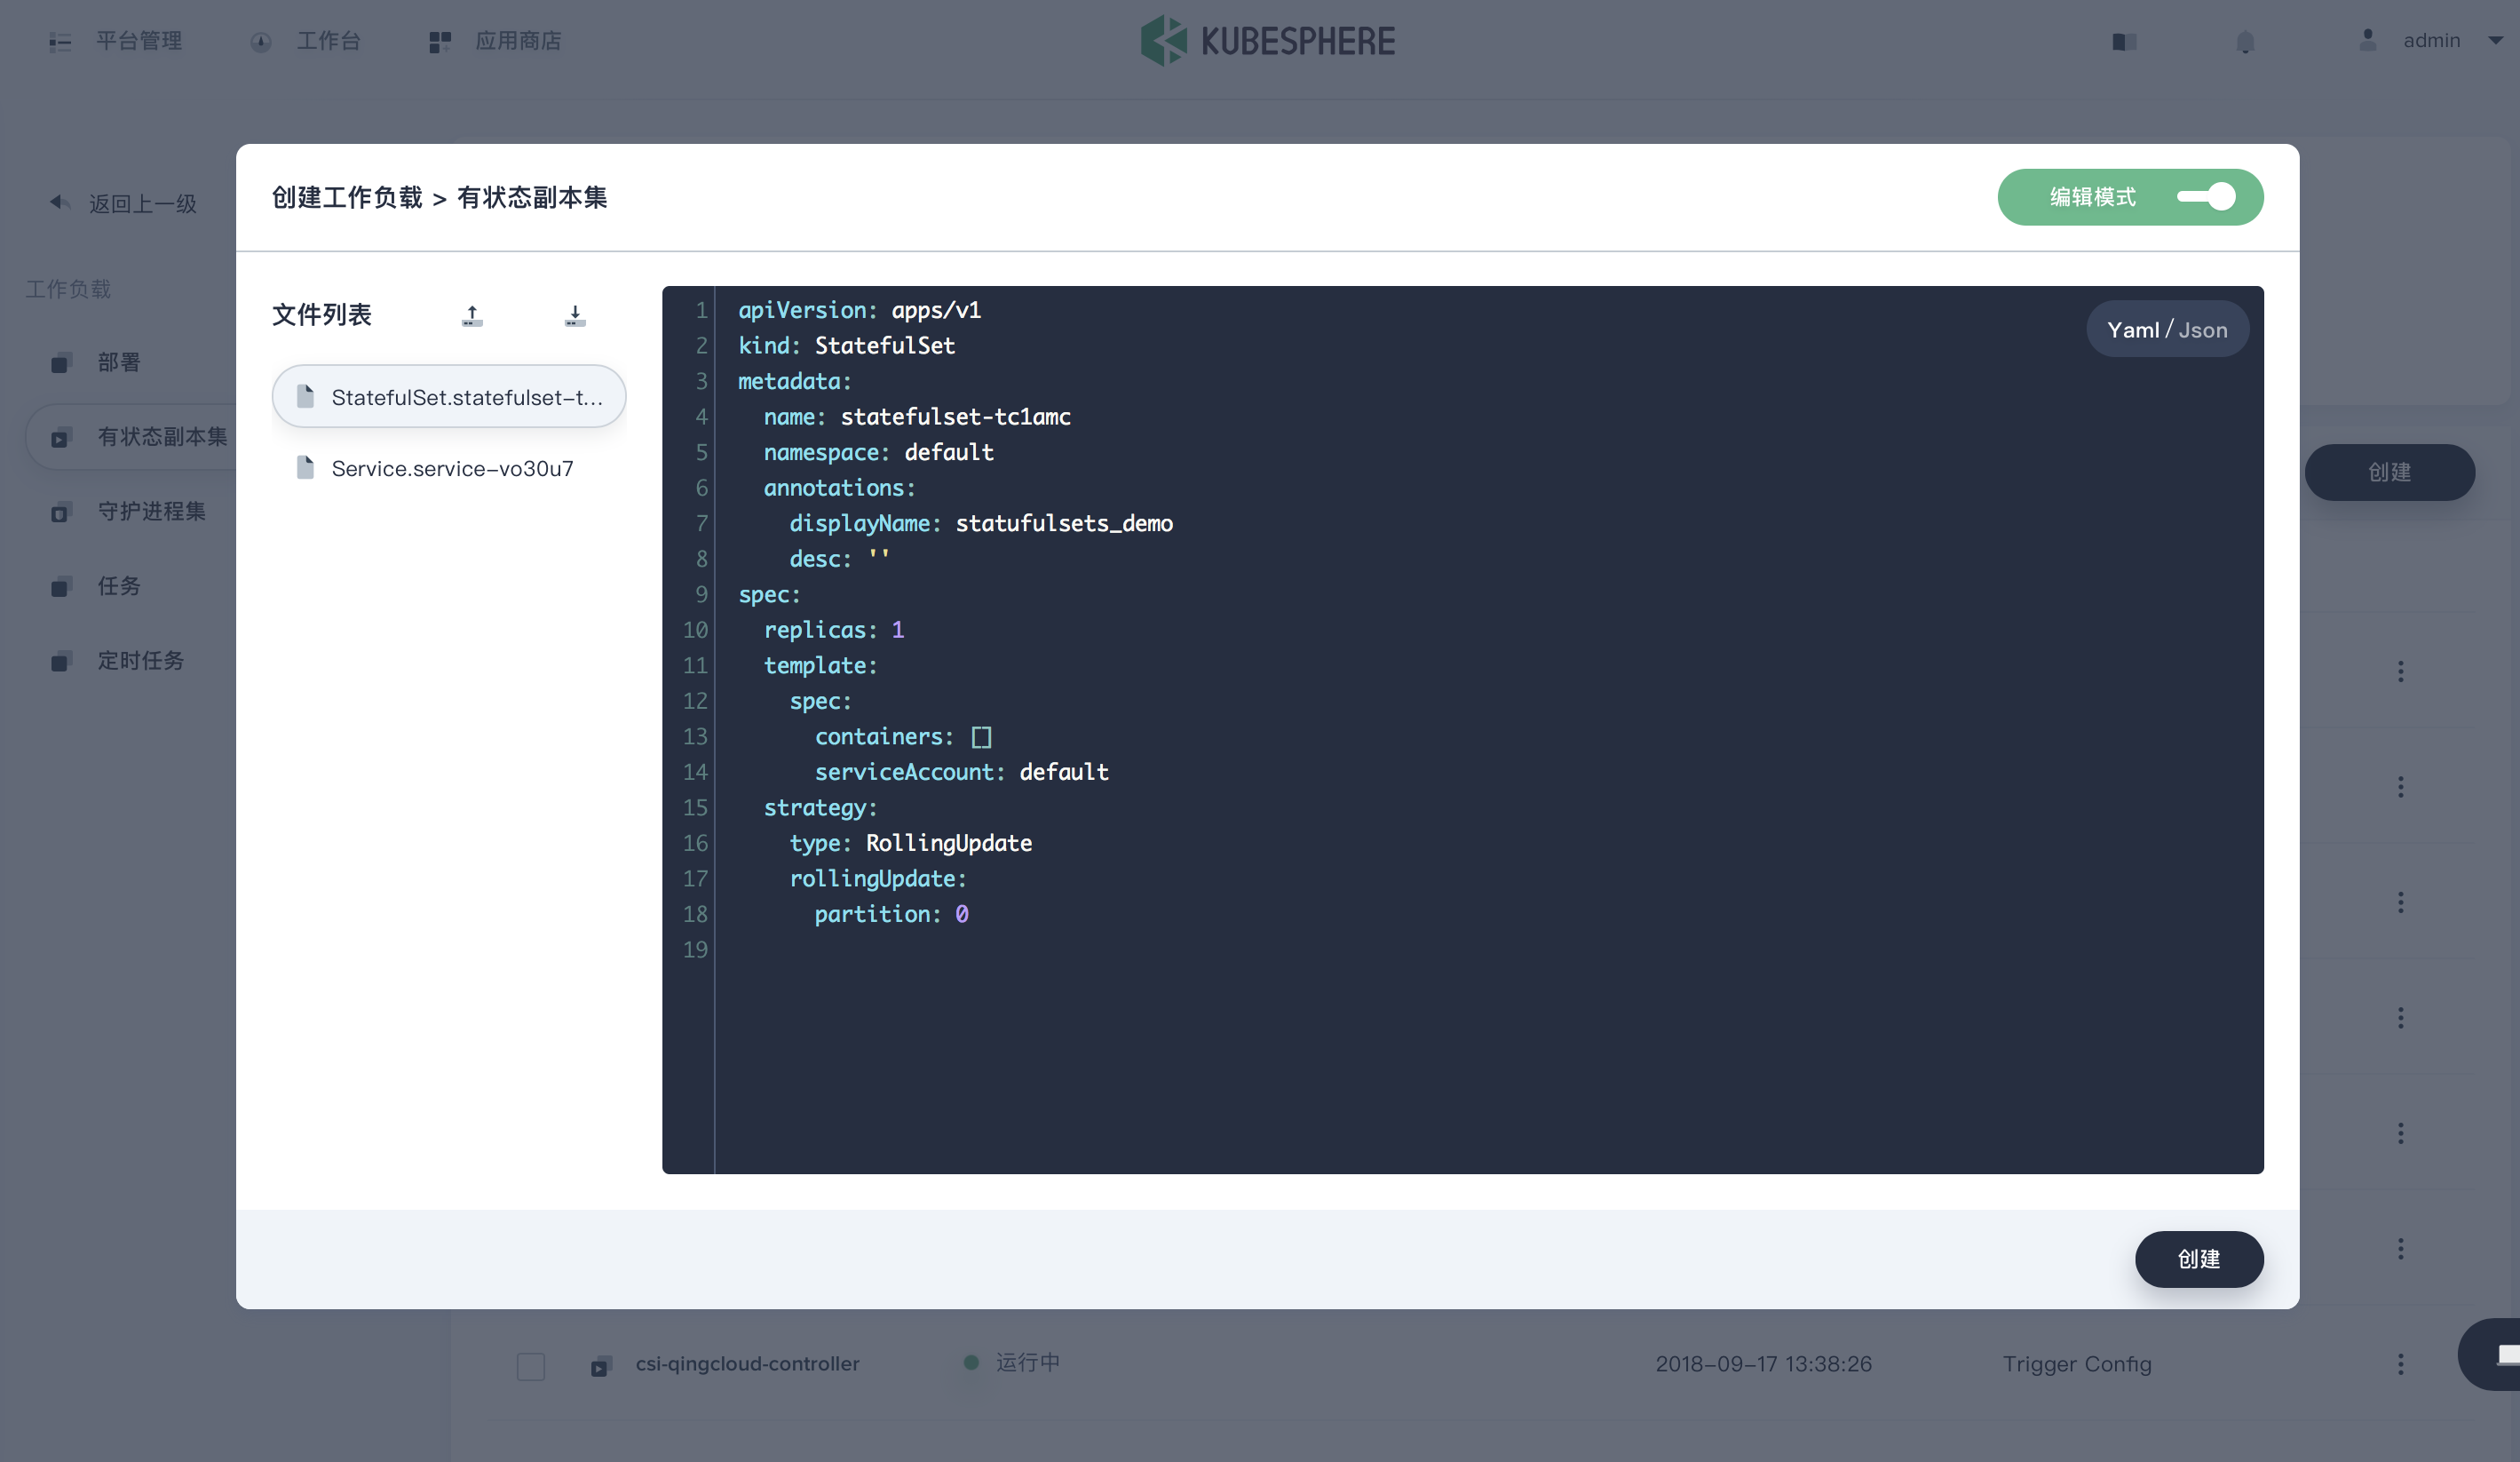 平台管理
工作台
应用商店
KUBESPHERE
admin
返回上一级
工作负载
部署
有状态副本集
守护进程集
任务
定时任务
创建工作负载 > 有状态副本集
编辑模式
文件列表
StatefulSet.statefulset-t...
Service.service-vo30u7
Yaml / Json
1 apiVersion: apps/v1
2 kind: StatefulSet
3 metadata:
4   name: statefulset-tc1amc
5   namespace: default
6   annotations:
7     displayName: statufulsets_demo
8     desc: ''
9 spec:
10   replicas: 1
11   template:
12     spec:
13       containers: []
14       serviceAccount: default
15   strategy:
16     type: RollingUpdate
17     rollingUpdate:
18       partition: 0
19
创建
创建
csi-qingcloud-controller 运行中 2018-09-17 13:38:26 Trigger Config